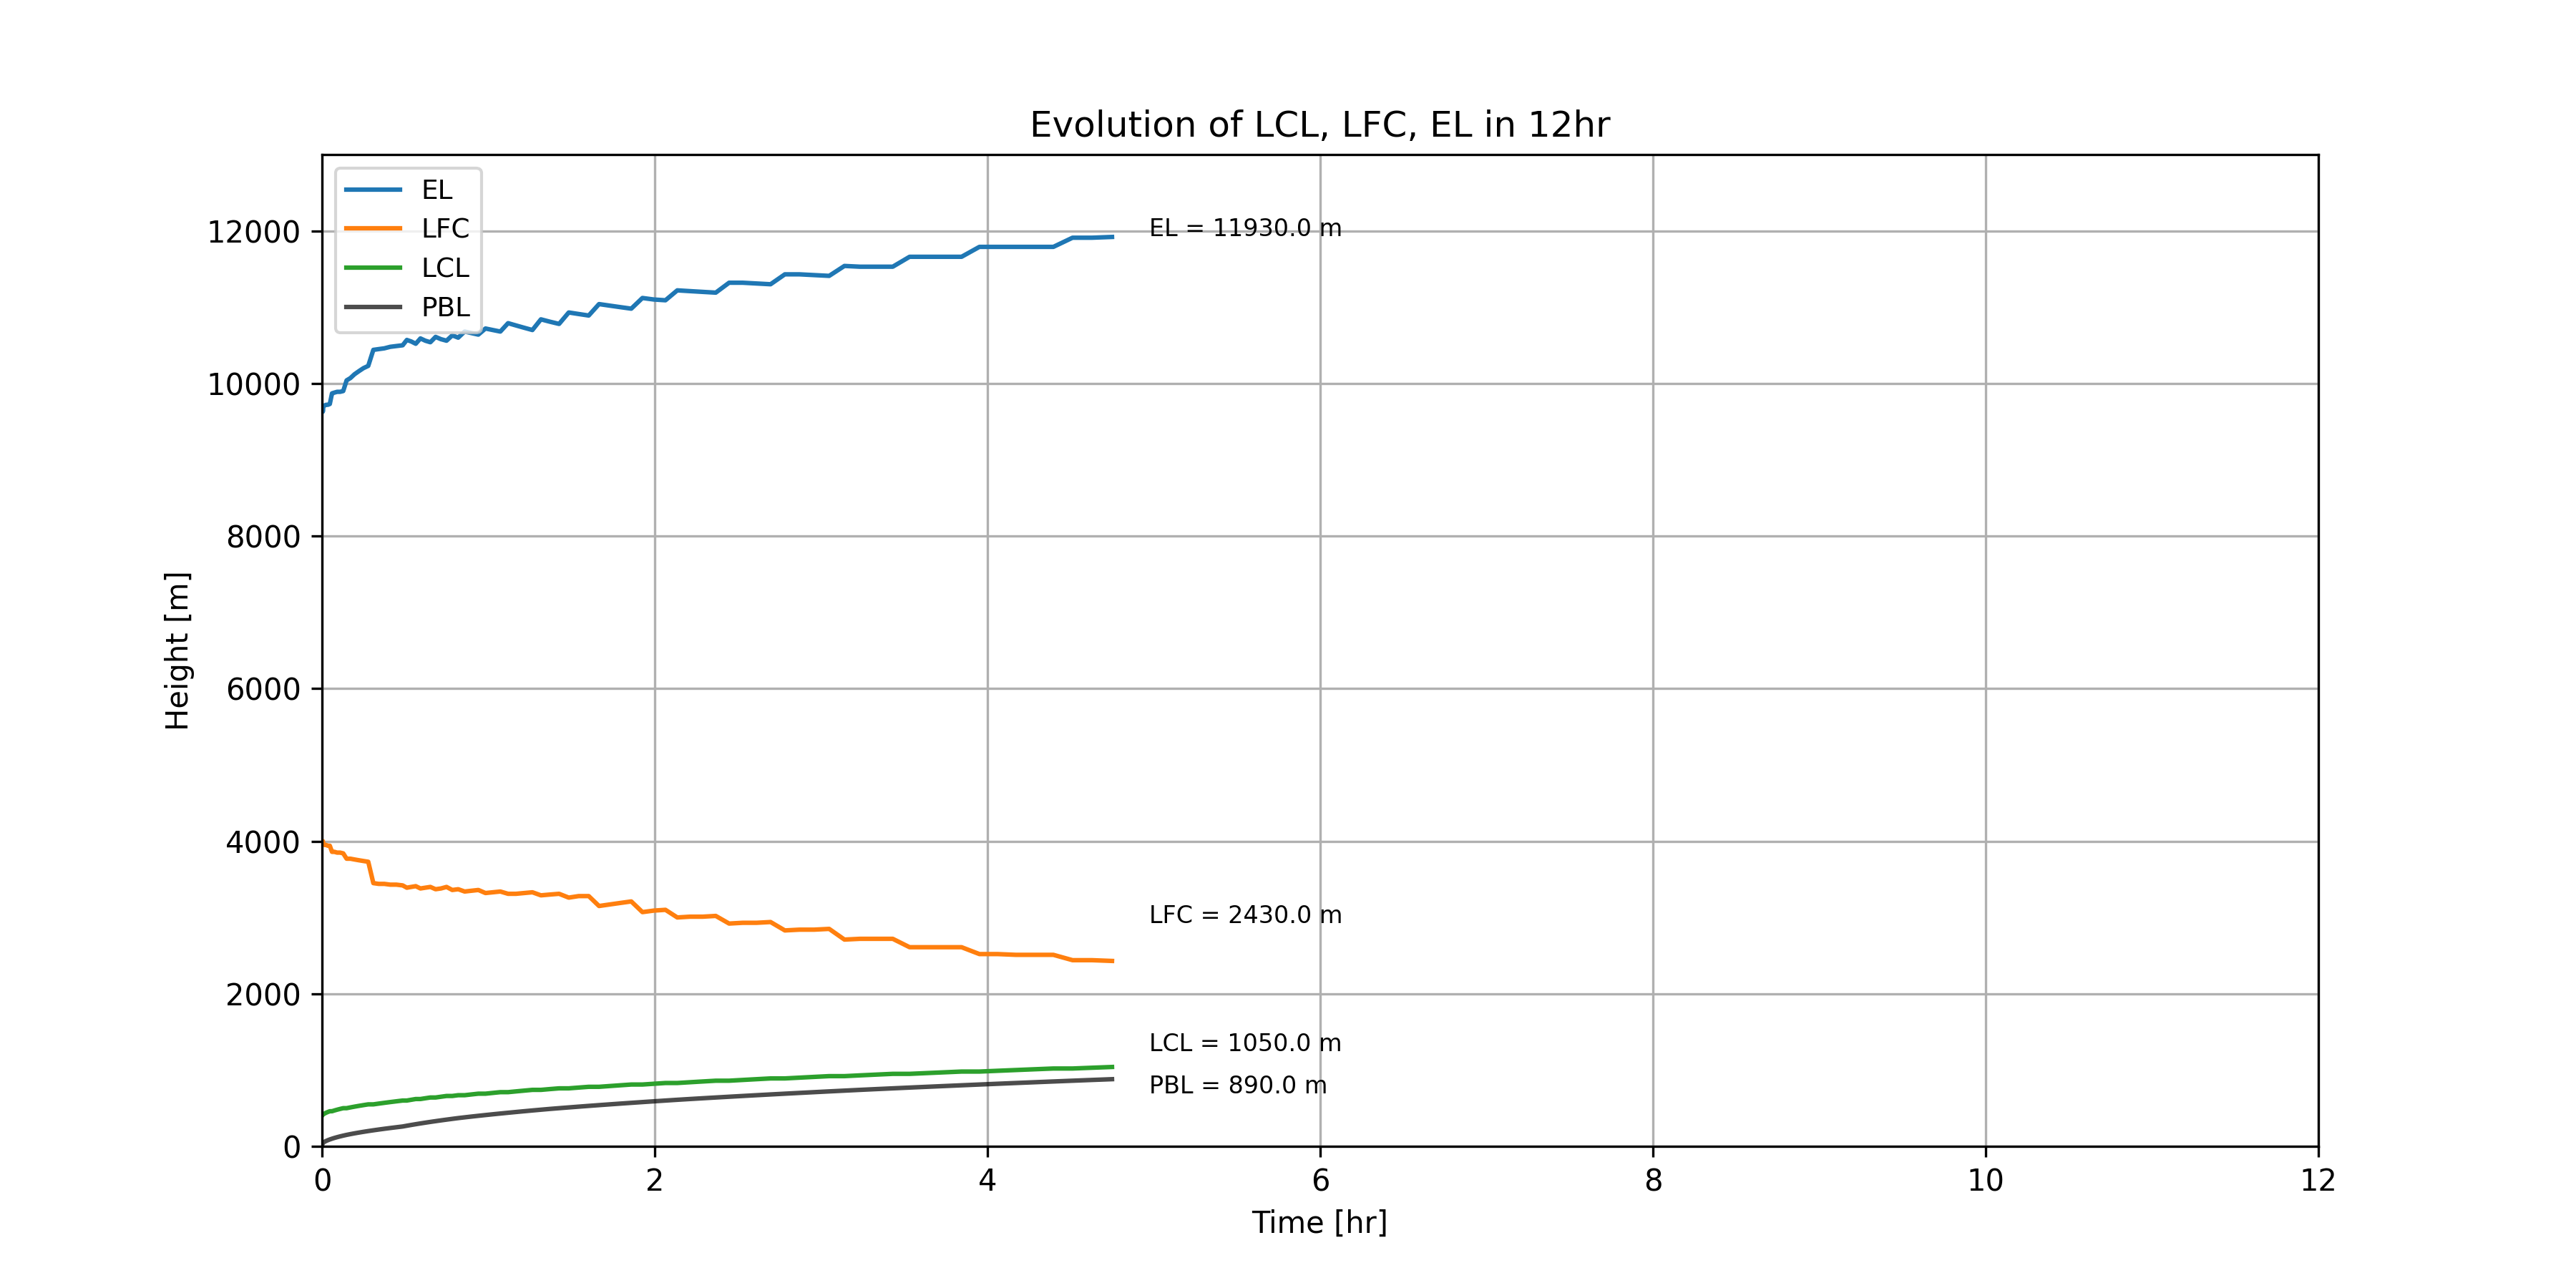 Evolution of LCL, LFC, EL in 12hr
EL
LFC
LCL
PBL
12000
10000
8000
6000
4000
2000
0
Height [m]
EL = 11930.0 m
LFC = 2430.0 m
LCL = 1050.0 m
PBL = 890.0 m
0 2 4 6 8 10 12
Time [hr]